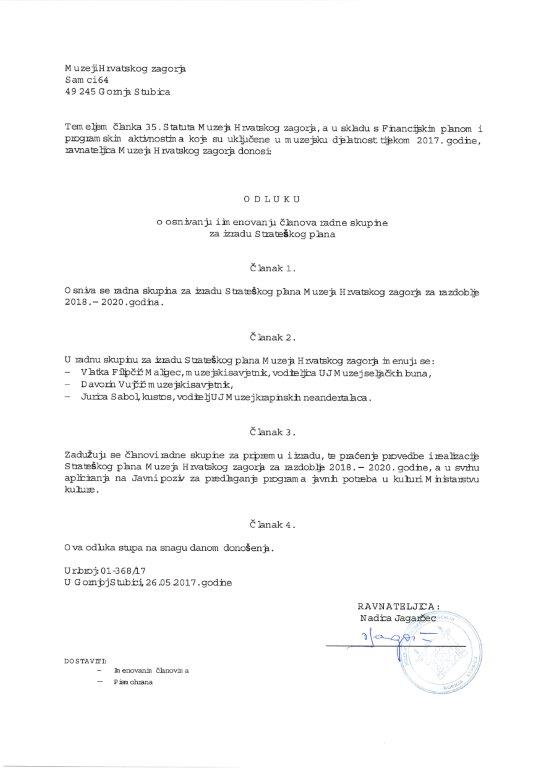 Muzeji Hrvatskog zagorja
Samci 64
49 245 Gornja Stubica
Temeljem članka 35. Statuta Muzeja Hrvatskog zagorja, a u skladu s Financijskim planom i
programskim aktivnostima koje su uključene u muzejsku djelatnost tijekom 2017. godine,
ravnateljica Muzeja Hrvatskog zagorja donosi:
O D L U K U
o osnivanju i imenovanju članova radne skupine
za izradu Strateškog plana
Članak 1.
Osniva se radna skupina za izradu Strateškog plana Muzeja Hrvatskog zagorja za razdoblje
2018. – 2020. godina.
Članak 2.
U radnu skupinu za izradu Strateškog plana Muzeja Hrvatskog zagorja imenuju se:
– Vlatka Filipčić Maligec, muzejski savjetnik, voditeljica UJ Muzej seljačkih buna,
– Davorin Vujčić muzejski savjetnik,
– Jurica Sabol, kustos, voditelj UJ Muzej krapinskih neandertalaca.
Članak 3.
Zadužuju se članovi radne skupine za pripremu i izradu, te praćenje provedbe i realizacije
Strateškog plana Muzeja Hrvatskog zagorja za razdoblje 2018. – 2020. godine, a u svrhu
apliciranja na Javni poziv za predlaganje programa javnih potreba u kulturi Ministarstvu
kulture.
Članak 4.
Ova odluka stupa na snagu danom donošenja.
Urbroj: 01-368/17
U Gornjoj Stubici, 26.05.2017. godine
RAVNATELJICA:
Nadica Jagarčec
DOSTAVITI:
– Imenovanim članovima
– Pismohrana